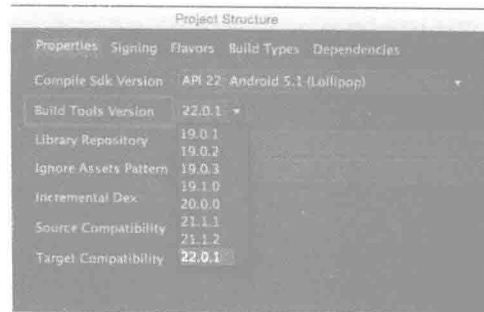 Project Structure
Properties Signing Flavors Build Types Dependencies
Compile Sdk Version API 22 Android 5.1 (Lollipop)
Build Tools Version 22.0.1
19.0.1
Library Repository
19.0.2
Ignore Assets Pattern 19.0.3
19.1.0
Incremental Dex
20.0.0
Source Compatibility 21.1.1
21.1.2
Target Compatibility 22.0.1